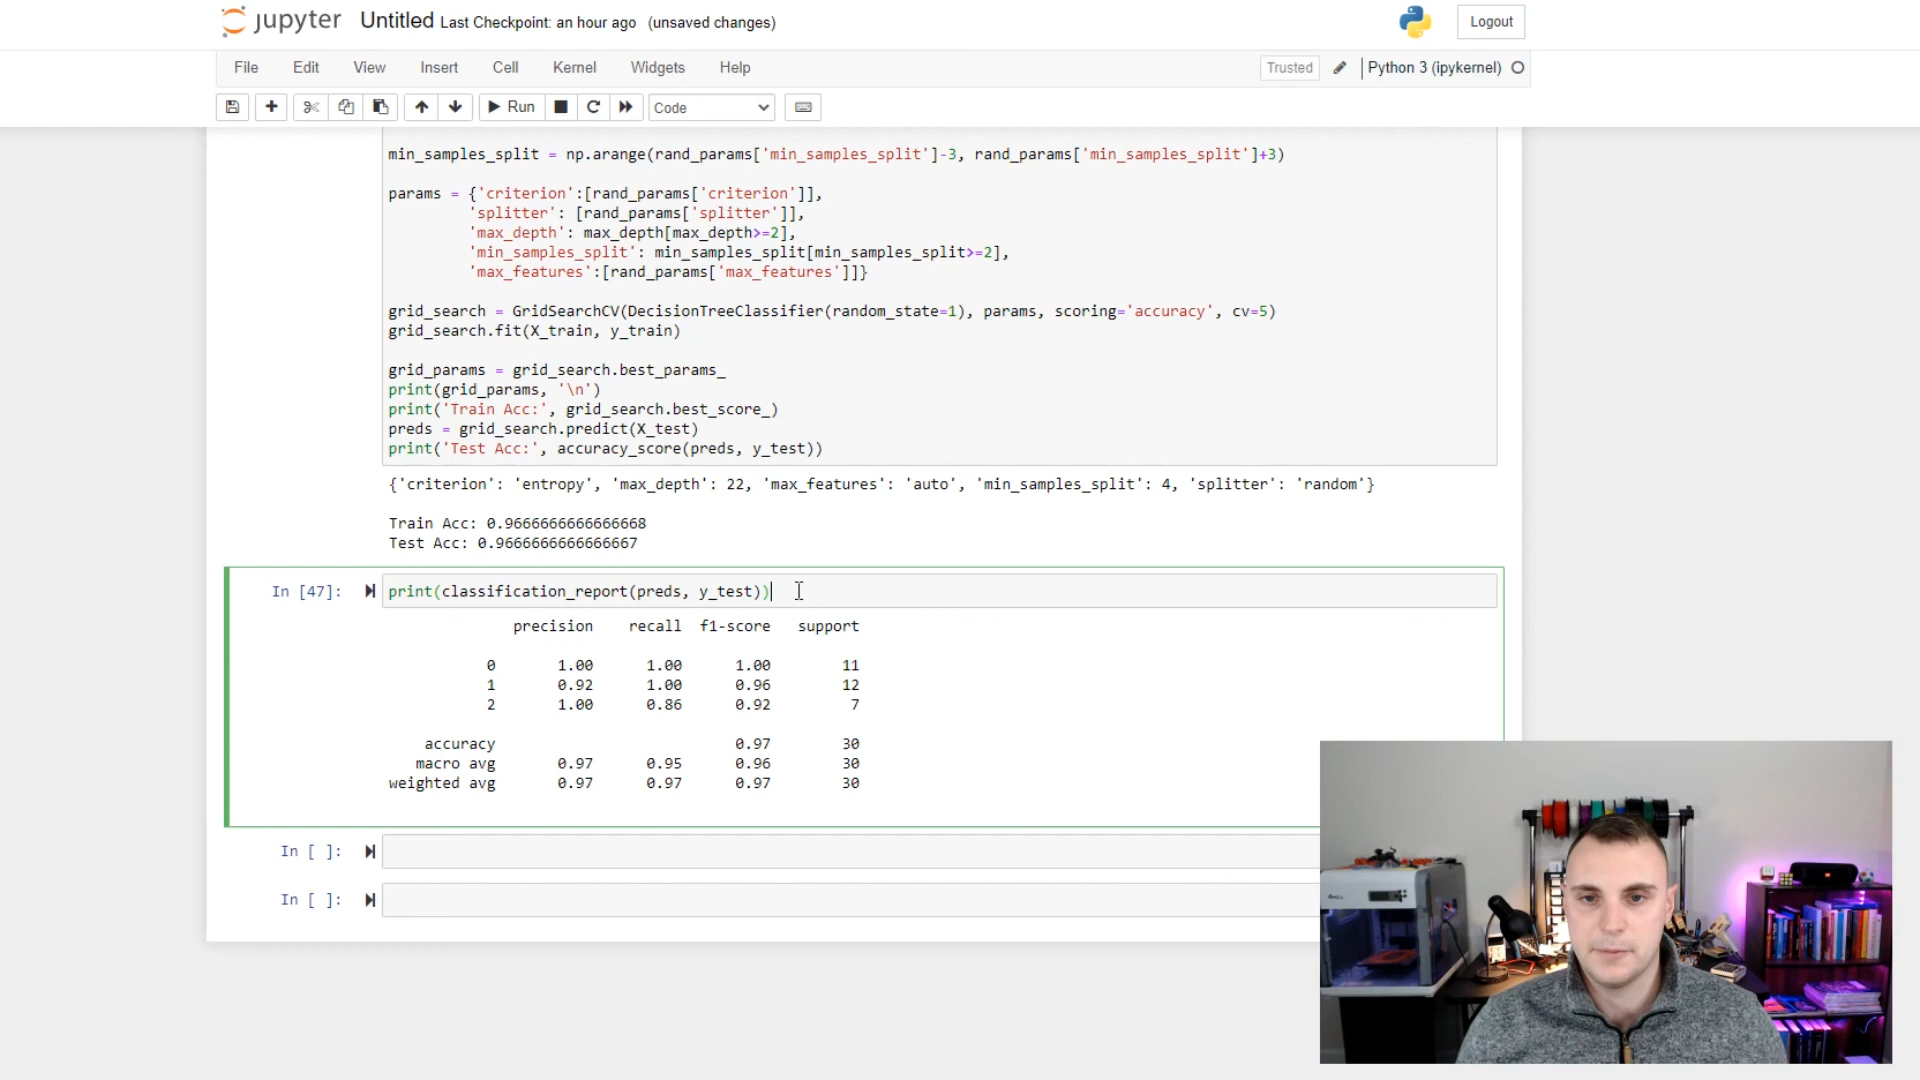 jupyter Untitled Last Checkpoint: an hour ago (unsaved changes) Logout
File Edit View Insert Cell Kernel Widgets Help Trusted Python 3 (ipykernel)
Run Code
min_samples_split = np.arange(rand_params['min_samples_split']-3, rand_params['min_samples_split']+3)
params = {'criterion':[rand_params['criterion']],
'splitter': [rand_params['splitter']],
'max_depth': max_depth[max_depth>=2],
'min_samples_split': min_samples_split[min_samples_split>=2],
'max_features':[rand_params['max_features']]}
grid_search = GridSearchCV(DecisionTreeClassifier(random_state=1), params, scoring='accuracy', cv=5)
grid_search.fit(X_train, y_train)
grid_params = grid_search.best_params_
print(grid_params, '\n')
print('Train Acc:', grid_search.best_score_)
preds = grid_search.predict(X_test)
print('Test Acc:', accuracy_score(preds, y_test))
{'criterion': 'entropy', 'max_depth': 22, 'max_features': 'auto', 'min_samples_split': 4, 'splitter': 'random'}
Train Acc: 0.9666666666666668
Test Acc: 0.9666666666666667
In [47]: print(classification_report(preds, y_test))
precision recall f1-score support
0 1.00 1.00 1.00 11
1 0.92 1.00 0.96 12
2 1.00 0.86 0.92 7
accuracy 0.97 30
macro avg 0.97 0.95 0.96 30
weighted avg 0.97 0.97 0.97 30
In [ ]:
In [ ]: